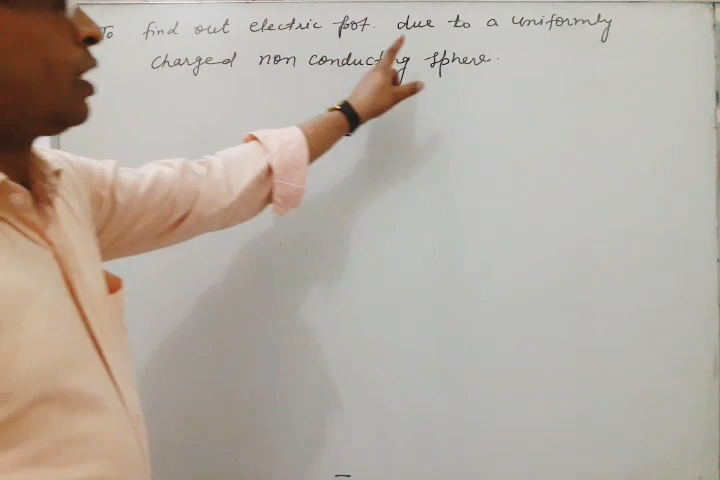 To find out electric pot. due to a uniformly
charged non conducting sphere.